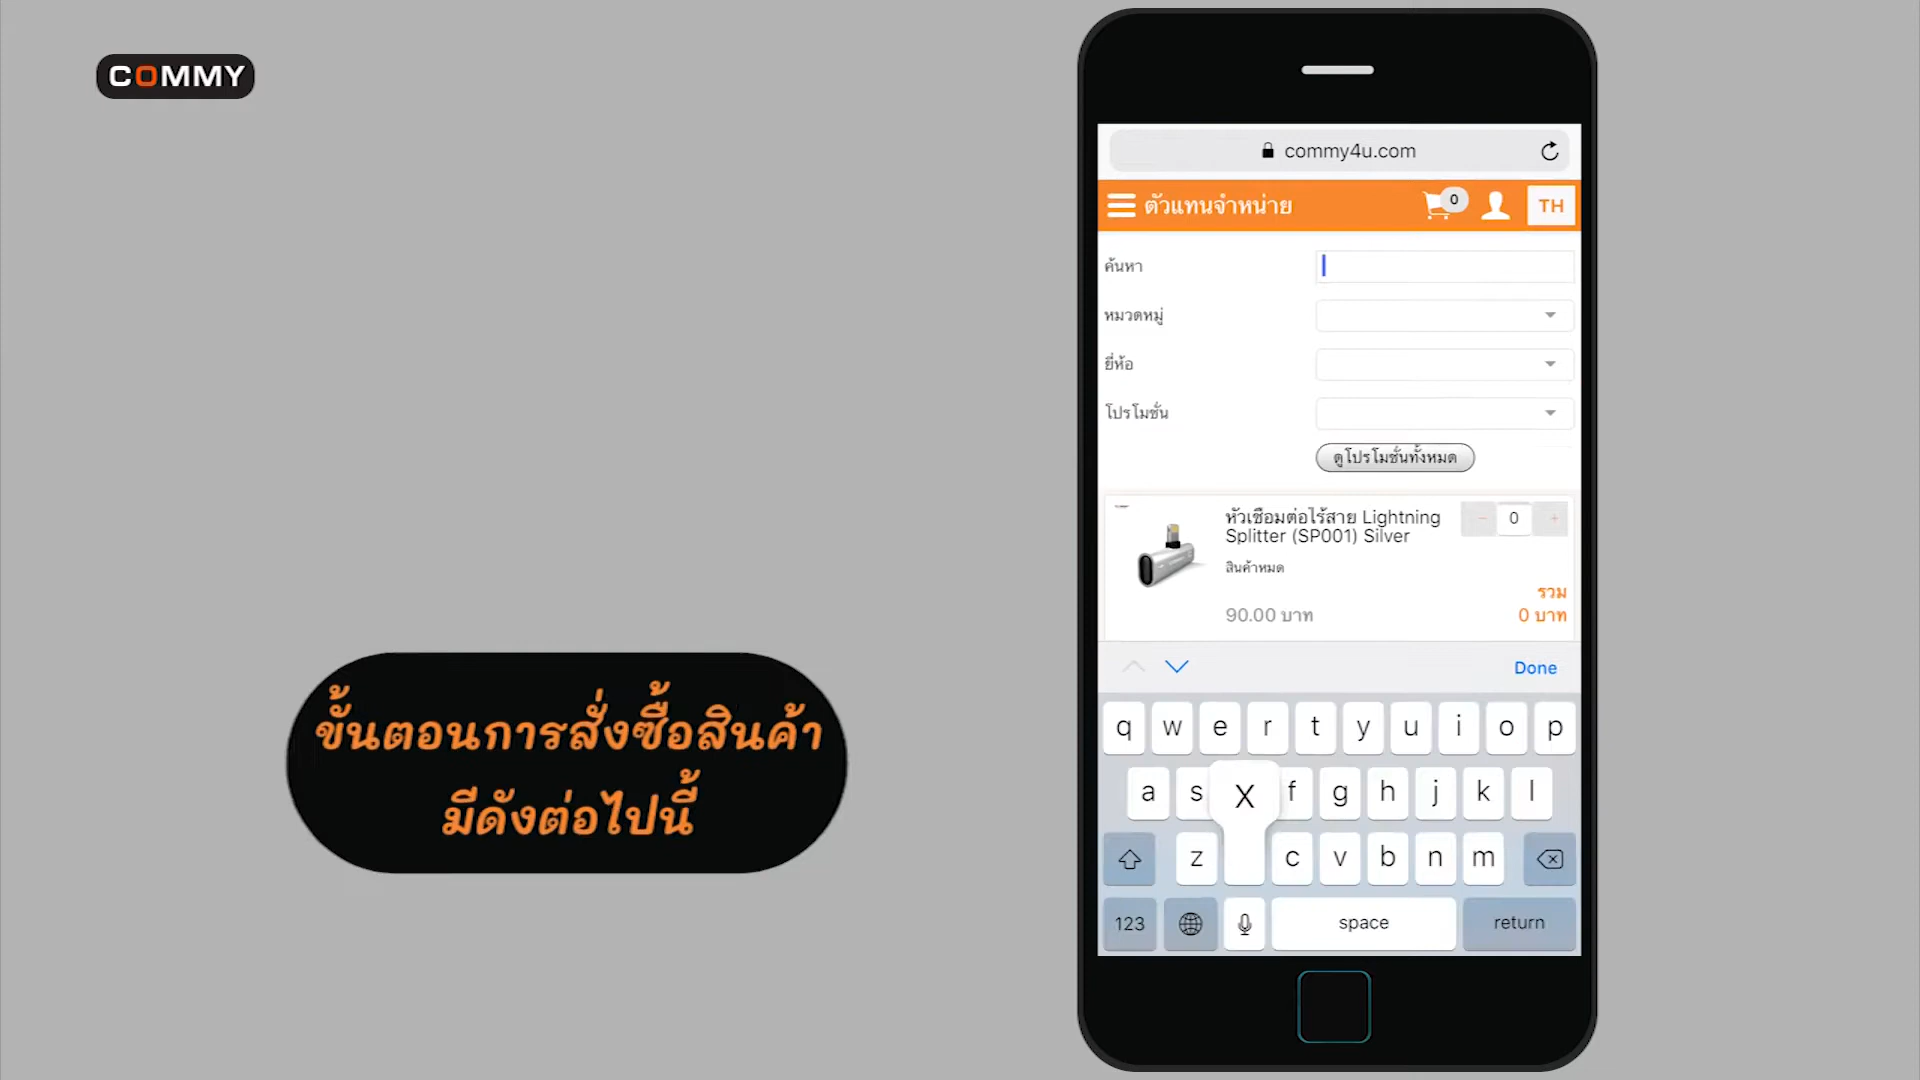 COMMY
commy4u.com
ตัวแทนจำหน่าย
0
TH
ค้นหา
หมวดหมู่
ยี่ห้อ
โปรโมชั่น
ดูโปรโมชั่นทั้งหมด
หัวเชื่อมต่อไร้สาย Lightning
Splitter (SP001) Silver
- 0 +
สินค้าหมด
รวม
90.00 บาท
0 บาท
Done
ขั้นตอนการสั่งซื้อสินค้า
มีดังต่อไปนี้
q w e r t y u i o p
a s X f g h j k l
z c v b n m
123 space return